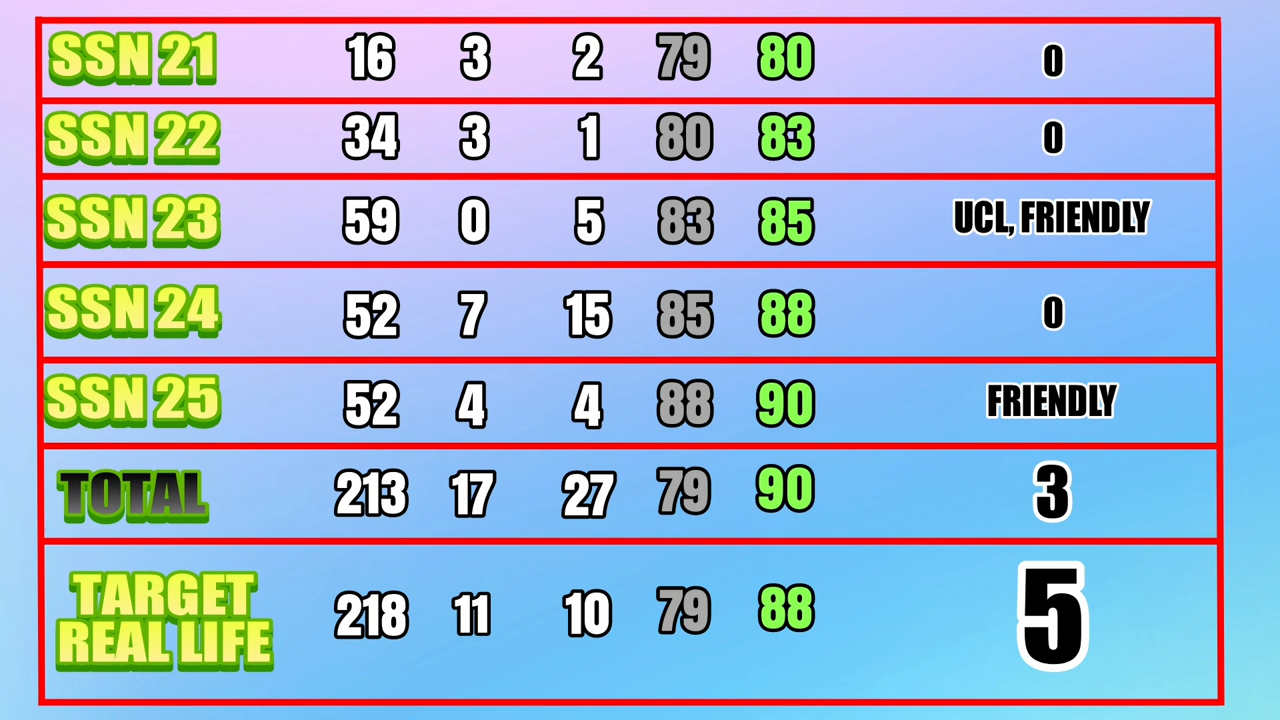 SSN 21 16 3 2 79 80 0
SSN 22 34 3 1 80 83 0
SSN 23 59 0 5 83 85 UCL, FRIENDLY
SSN 24 52 7 15 85 88 0
SSN 25 52 4 4 88 90 FRIENDLY
TOTAL 213 17 27 79 90 3
TARGET
REAL LIFE 218 11 10 79 88 5